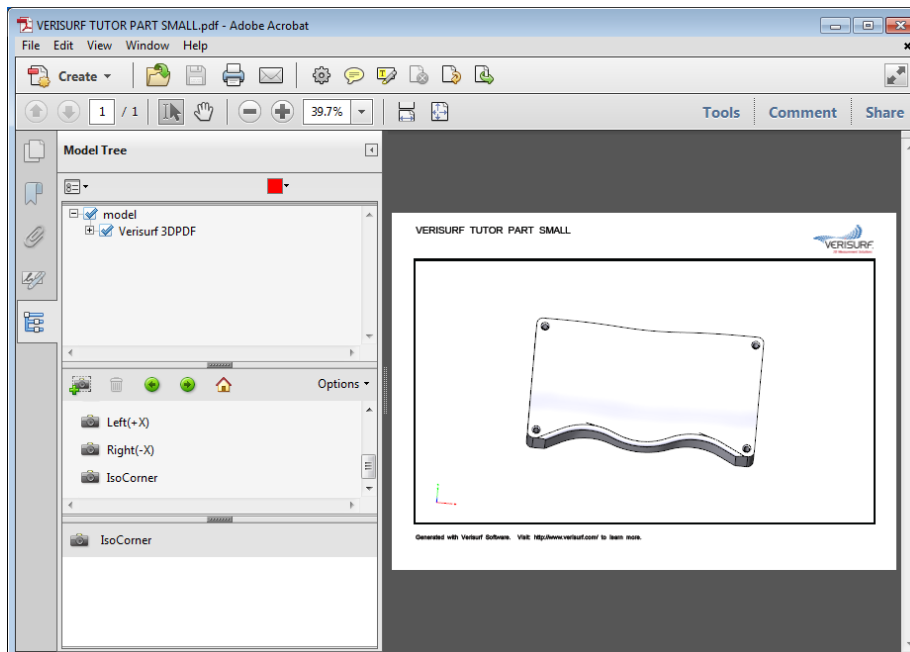 VERISURF TUTOR PART SMALL.pdf - Adobe Acrobat
File Edit View Window Help
Create
1 / 1 39.7% Tools Comment Share
Model Tree
model
Verisurf 3DPDF
Options
Left(+X)
Right(-X)
IsoCorner
IsoCorner
VERISURF TUTOR PART SMALL
VERISURF
Generated with Verisurf Software. Visit: http://www.verisurf.com/ to learn more.